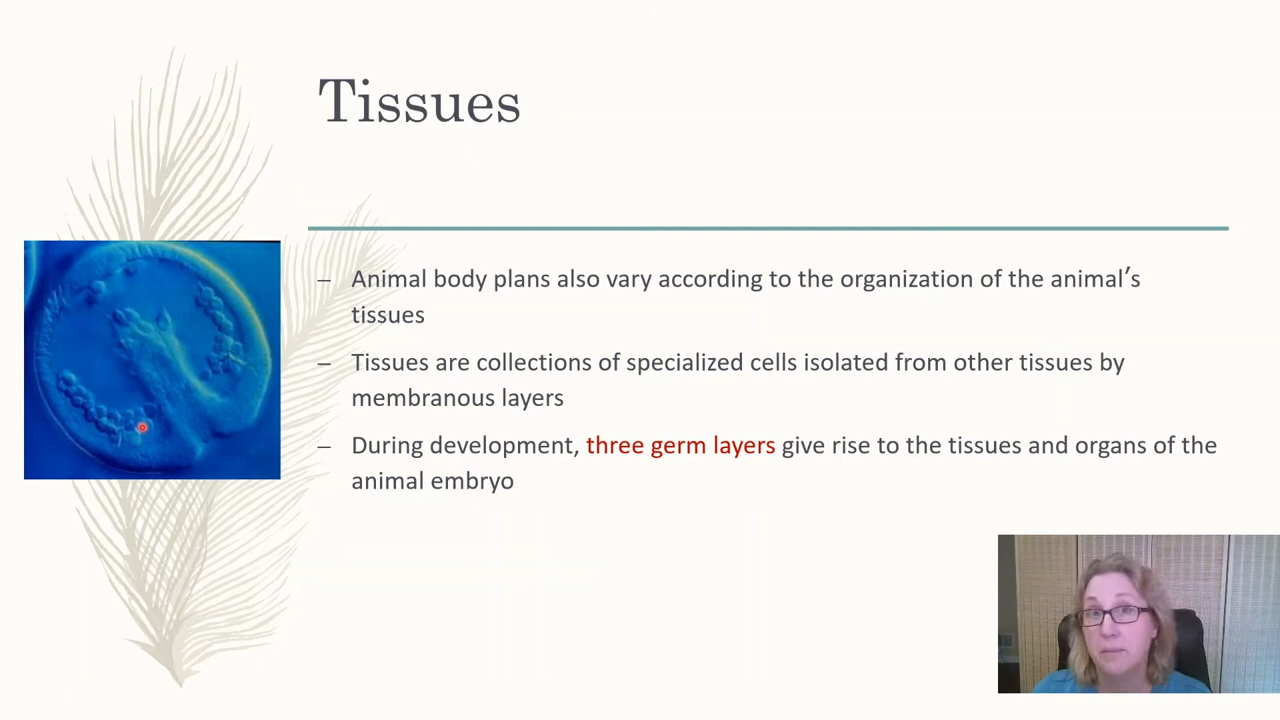 Tissues
– Animal body plans also vary according to the organization of the animal’s
tissues
– Tissues are collections of specialized cells isolated from other tissues by
membranous layers
– During development, three germ layers give rise to the tissues and organs of the
animal embryo